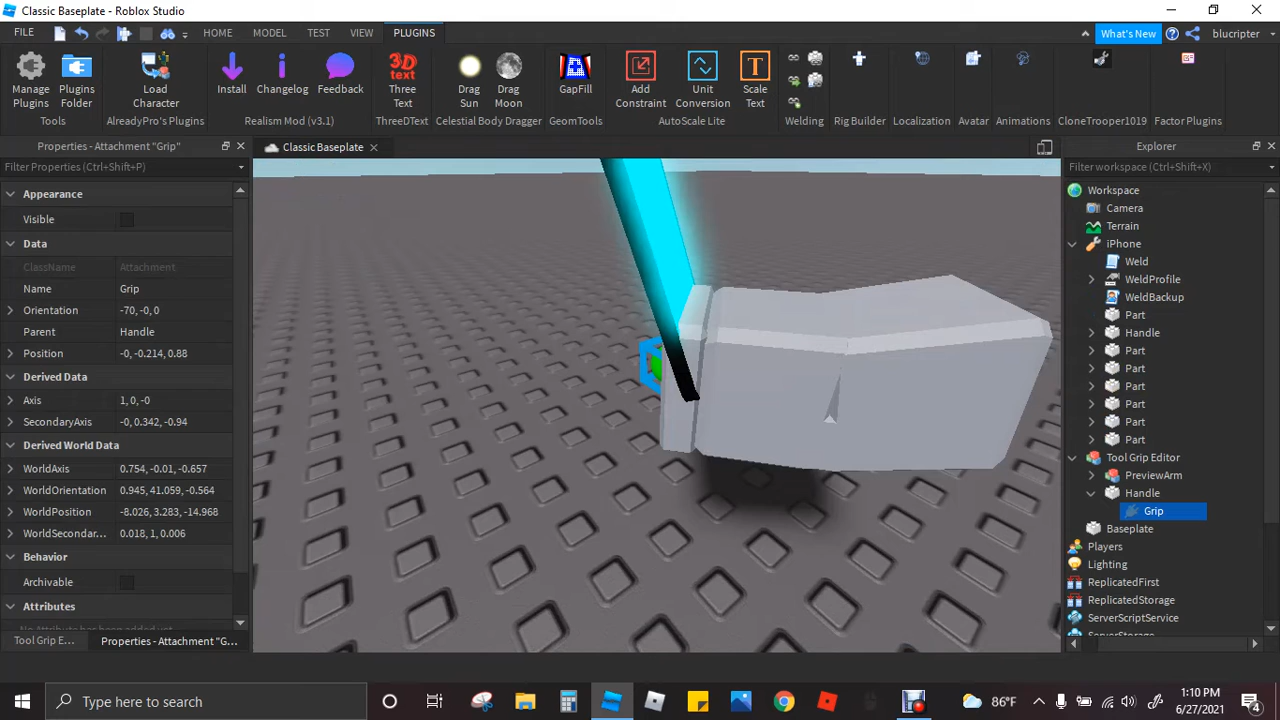 Classic Baseplate - Roblox Studio
FILE HOME MODEL TEST VIEW PLUGINS What's New blucripter
Manage Plugins
Plugins Folder
Load Character
Install
Changelog
Feedback
3D text
Three Text
Drag Sun
Drag Moon
GapFill
Add Constraint
Unit Conversion
T
Scale Text
Tools AlreadyPro's Plugins Realism Mod (v3.1) ThreeDText Celestial Body Dragger GeomTools AutoScale Lite Welding Rig Builder Localization Avatar Animations CloneTrooper1019 Factor Plugins
Properties - Attachment "Grip"
Filter Properties (Ctrl+Shift+P)
Appearance
Visible
Data
ClassName Attachment
Name Grip
Orientation -70, -0, 0
Parent Handle
Position -0, -0.214, 0.88
Derived Data
Axis 1, 0, -0
SecondaryAxis -0, 0.342, -0.94
Derived World Data
WorldAxis 0.754, -0.01, -0.657
WorldOrientation 0.945, 41.059, -0.564
WorldPosition -8.026, 3.283, -14.968
WorldSecondar... 0.018, 1, 0.006
Behavior
Archivable
Attributes
Tool Grip E... Properties - Attachment "G...
Classic Baseplate
Explorer
Filter workspace (Ctrl+Shift+X)
Workspace
Camera
Terrain
iPhone
Weld
WeldProfile
WeldBackup
Part
Handle
Part
Part
Part
Part
Part
Part
Tool Grip Editor
PreviewArm
Handle
Grip
Baseplate
Players
Lighting
ReplicatedFirst
ReplicatedStorage
ServerScriptService
Type here to search
86°F
1:10 PM
6/27/2021
4